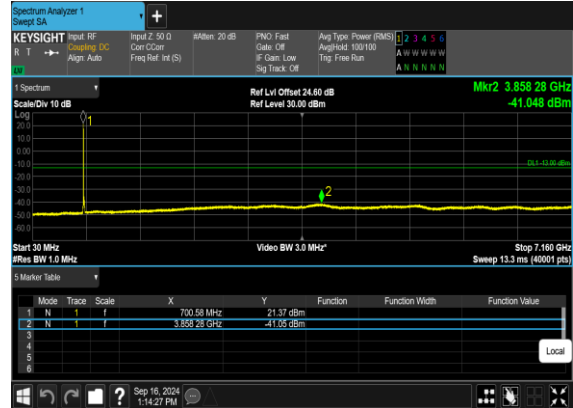 Spectrum Analyzer 1
Swept SA
+
KEYSIGHT Input: RF Input Z: 50 Ω #Atten: 20 dB PNO: Fast Avg Type: Power (RMS) 1 2 3 4 5 6
R T Coupling: DC Corr CCorr Gate: Off Avg|Hold: 100/100 A W W W W W
Align: Auto Freq Ref: Int (S) IF Gain: Low Trig: Free Run
Sig Track: Off A N N N N N
LM
1 Spectrum Ref Lvl Offset 24.60 dB Mkr2 3.858 28 GHz
Scale/Div 10 dB Ref Level 30.00 dBm -41.048 dBm
Log
1
20.0
10.0
0.00
-10.0
DL1 -13.00 dBm
-20.0
-30.0
2
-40.0
-50.0
-60.0
Start 30 MHz Video BW 3.0 MHz* Stop 7.160 GHz
#Res BW 1.0 MHz Sweep 13.3 ms (40001 pts)
5 Marker Table
Mode Trace Scale X Y Function Function Width Function Value
1 N 1 f 700.58 MHz 21.37 dBm
2 N 1 f 3.858 28 GHz -41.05 dBm
3
4
5
6
Local
? Sep 16, 2024
1:14:27 PM